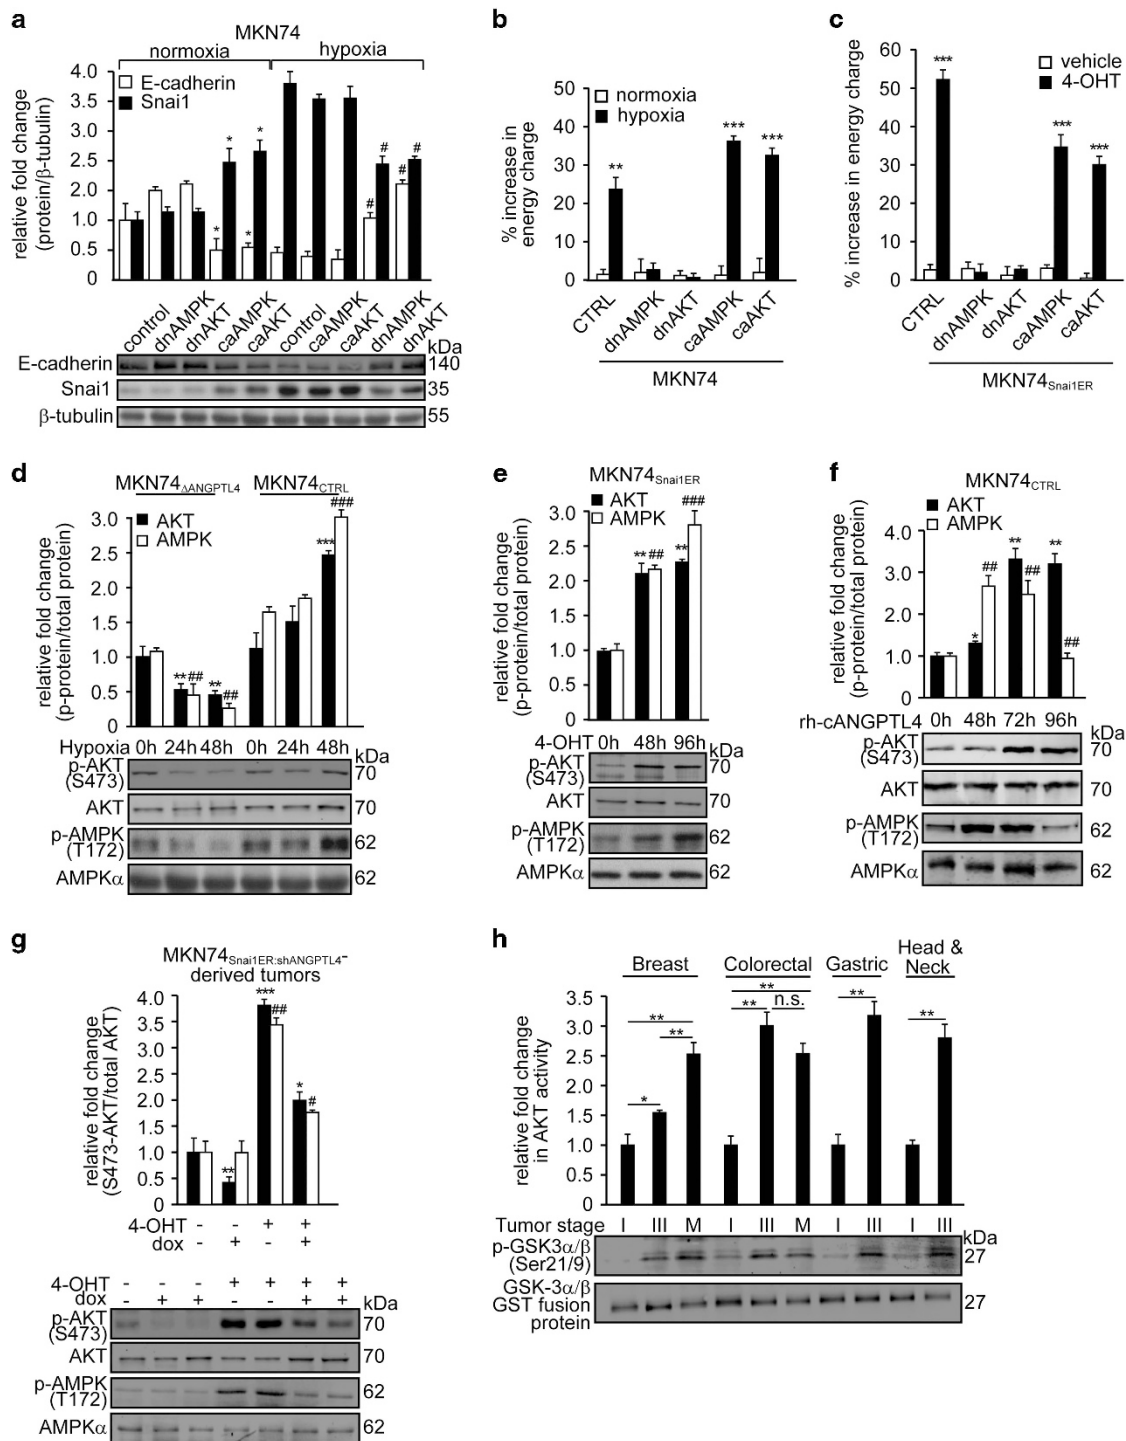 a
MKN74
normoxia hypoxia
4.0
3.5
3.0
2.5
2.0
1.5
1.0
0.5
0
E-cadherin
Snai1
relative fold change
(protein/β-tubulin)
* * * * # # # #
control dnAMPK dnAKT caAMPK caAKT control caAMPK caAKT dnAMPK dnAKT
kDa
E-cadherin 140
Snai1 35
β-tubulin 55
b
50
40
30
20
10
0
normoxia
hypoxia
% increase in
energy charge
** *** ***
CTRL dnAMPK dnAKT caAMPK caAKT
MKN74
c
60
50
40
30
20
10
0
vehicle
4-OHT
% increase in energy charge
*** *** ***
CTRL dnAMPK dnAKT caAMPK caAKT
MKN74Snai1ER
d
MKN74ΔANGPTL4 MKN74CTRL
3.0
2.5
2.0
1.5
1.0
0.5
0
AKT
AMPK
relative fold change
(p-protein/total protein)
** ## ** ## *** ###
Hypoxia 0h 24h 48h 0h 24h 48h kDa
p-AKT
(S473) 70
AKT 70
p-AMPK
(T172) 62
AMPKα 62
e
MKN74Snai1ER
3.0
2.5
2.0
1.5
1.0
0.5
0
AKT
AMPK
relative fold change
(p-protein/total protein)
** ## ** ###
4-OHT 0h 48h 96h kDa
p-AKT
(S473) 70
AKT 70
p-AMPK
(T172) 62
AMPKα 62
f
MKN74CTRL
4.0
3.0
2.0
1.0
0
AKT
AMPK
relative fold change
(p-protein/total protein)
* ## ** ## ** ##
rh-cANGPTL4 0h 48h 72h 96h kDa
p-AKT
(S473) 70
AKT 70
p-AMPK
(T172) 62
AMPKα 62
g
MKN74Snai1ER:shANGPTL4-
derived tumors
4.0
3.5
3.0
2.5
2.0
1.5
1.0
0.5
0
relative fold change
(S473-AKT/total AKT)
** *** ## * #
4-OHT - - + +
dox - + - +
4-OHT - - - + + + +
dox - + + - - + + kDa
p-AKT
(S473) 70
AKT 70
p-AMPK
(T172) 62
AMPKα 62
h
Breast Colorectal Gastric Head &
Neck
3.5
3.0
2.5
2.0
1.5
1.0
0.5
0
relative fold change
in AKT activity
* ** ** ** ** n.s. ** **
Tumor stage I III M I III M I III I III kDa
p-GSK3α/β
(Ser21/9) 27
GSK-3α/β
GST fusion
protein 27